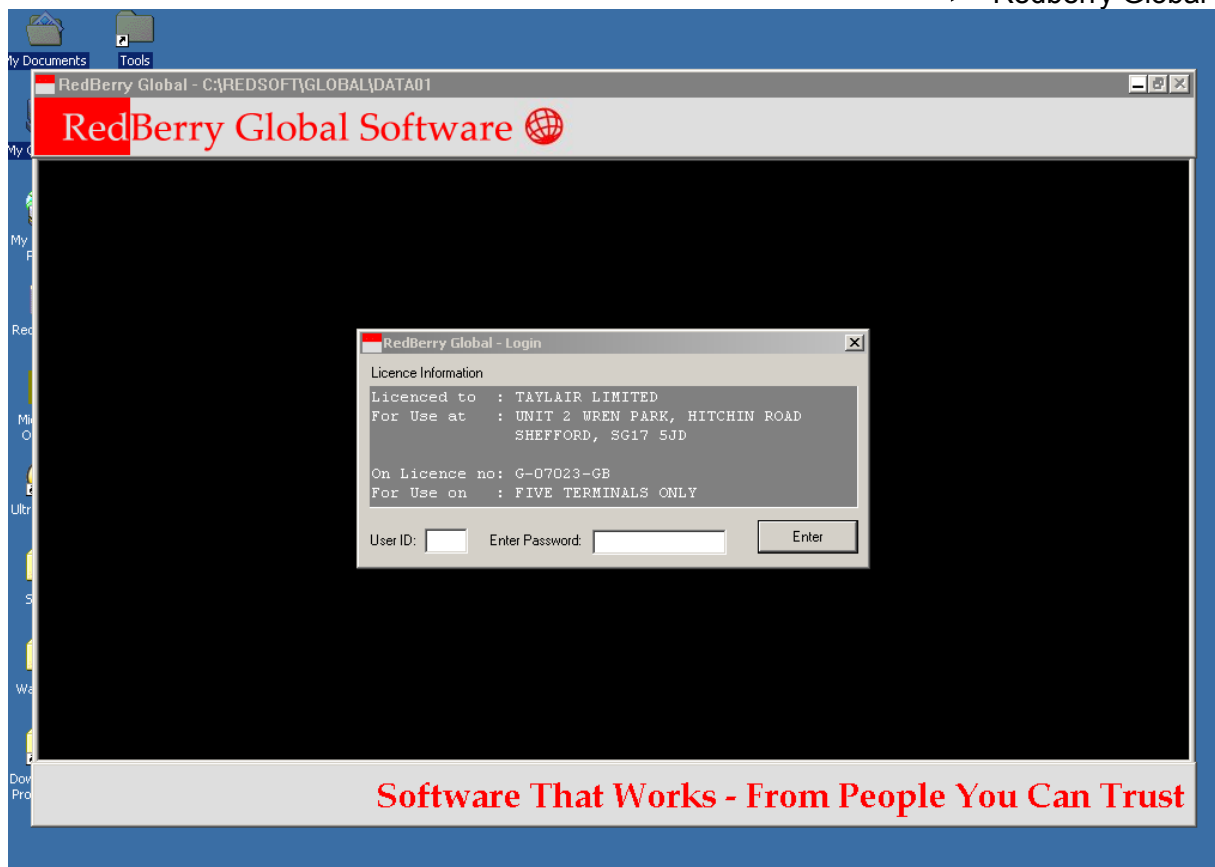 Redberry Global
My Documents
Tools
RedBerry Global - C:\REDSOFT\GLOBAL\DATA01
RedBerry Global Software
My
RedBerry Global - Login
Licence Information
Licenced to : TAYLAIR LIMITED
For Use at : UNIT 2 WREN PARK, HITCHIN ROAD
SHEFFORD, SG17 5JD
On Licence no: G-07023-GB
For Use on : FIVE TERMINALS ONLY
User ID:
Enter Password:
Enter
Software That Works - From People You Can Trust